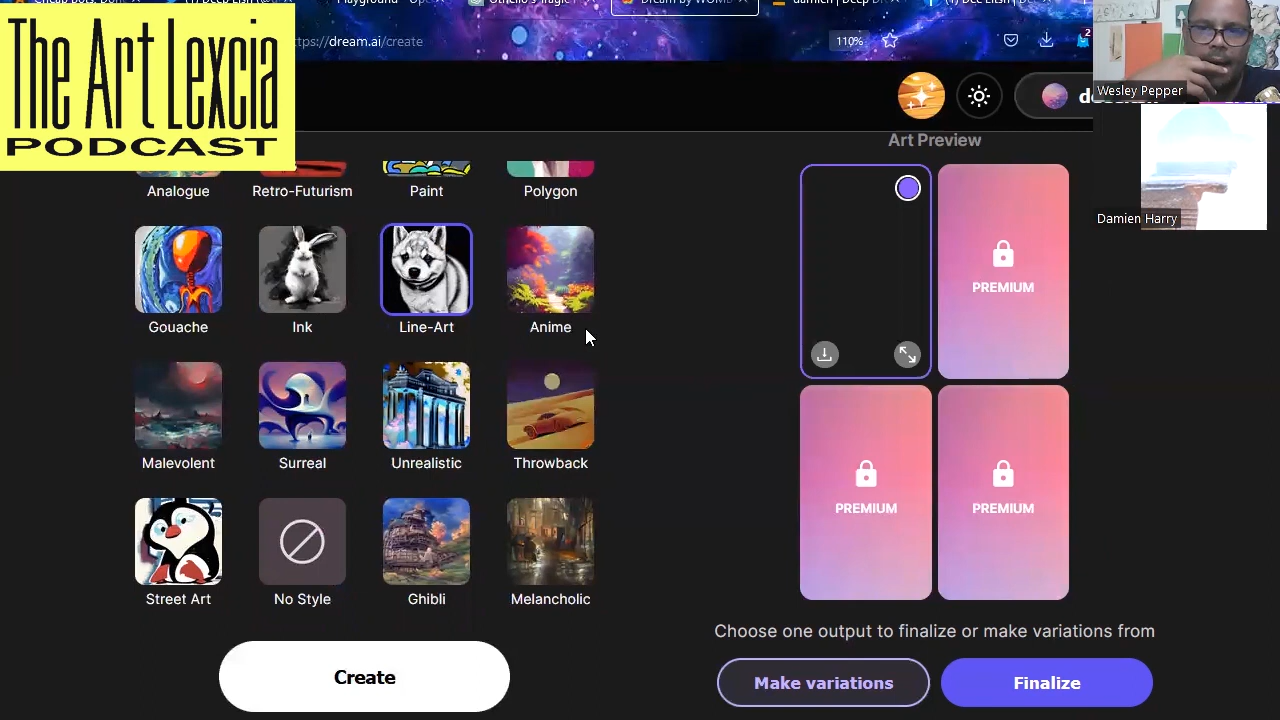 The Art Lexcia
PODCAST
https://dream.ai/create
110%
2
Wesley Pepper
Damien Harry
Art Preview
Analogue
Retro-Futurism
Paint
Polygon
Gouache
Ink
Line-Art
Anime
PREMIUM
Malevolent
Surreal
Unrealistic
Throwback
PREMIUM
PREMIUM
Street Art
No Style
Ghibli
Melancholic
Choose one output to finalize or make variations from
Create
Make variations
Finalize